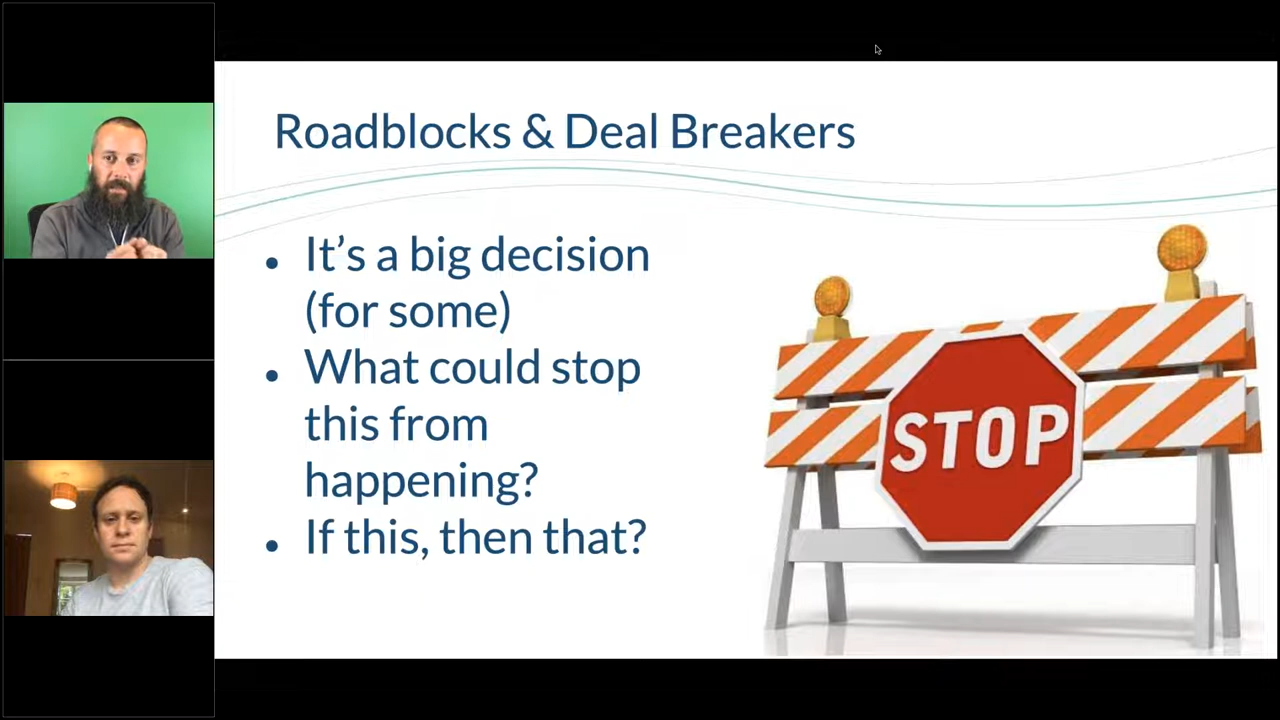 Roadblocks & Deal Breakers
• It’s a big decision
(for some)
• What could stop
this from
happening?
• If this, then that?
STOP